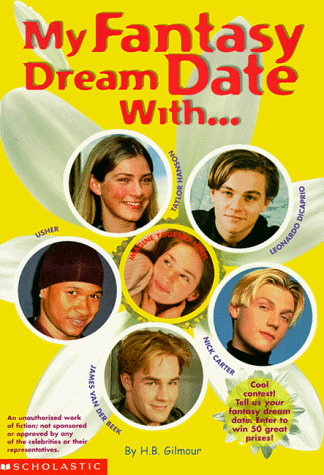 My Fantasy
Dream Date
With...
TAYLOR HANSON
LEONARDO DICAPRIO
USHER
IMAGINE YOURSELF HERE
NICK CARTER
JAMES VAN DER BEEK
Cool
contest!
Tell us your
fantasy dream
date. Enter to
win 50 great
prizes!
An unauthorized work
of fiction; not sponsored
or approved by any
of the celebrities or their
representatives.
By H.B. Gilmour
SCHOLASTIC